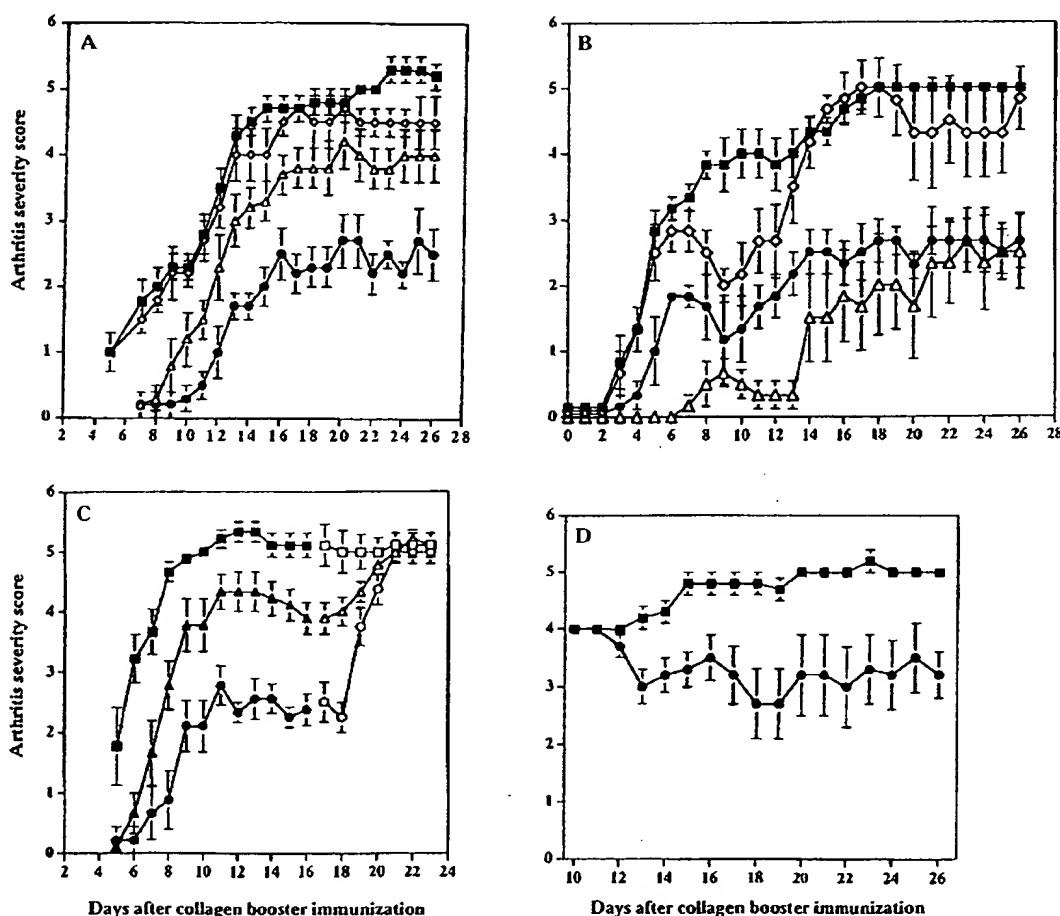 A
B
Arthritis severity score
6
5
4
3
2
1
0
2 4 6 8 10 12 14 16 18 20 22 24 26 28
6
5
4
3
2
1
0
0 2 4 6 8 10 12 14 16 18 20 22 24 26 28
C
D
Arthritis severity score
6
5
4
3
2
1
0
2 4 6 8 10 12 14 16 18 20 22 24
Days after collagen booster immunization
6
5
4
3
2
1
0
10 12 14 16 18 20 22 24 26
Days after collagen booster immunization